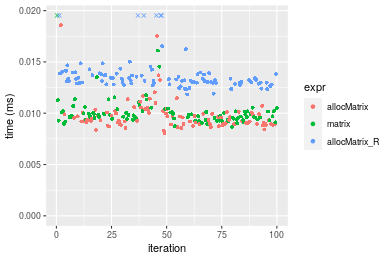 0.020
0.015
0.010
0.005
0.000
time (ms)
0
25
50
75
100
iteration
expr
allocMatrix
matrix
allocMatrix_R